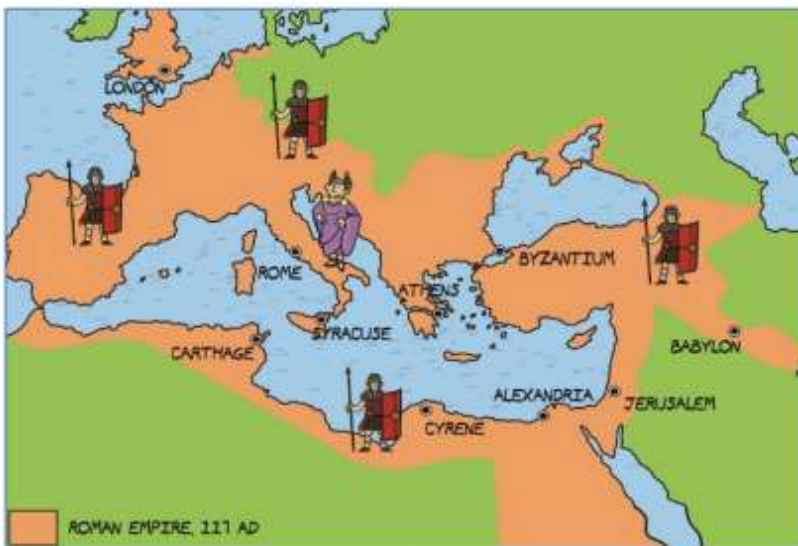 LONDON
ROME
BYZANTIUM
ATHENS
SYRACUSE
CARTHAGE
BABYLON
ALEXANDRIA
JERUSALEM
CYRENE
ROMAN EMPIRE, 117 AD